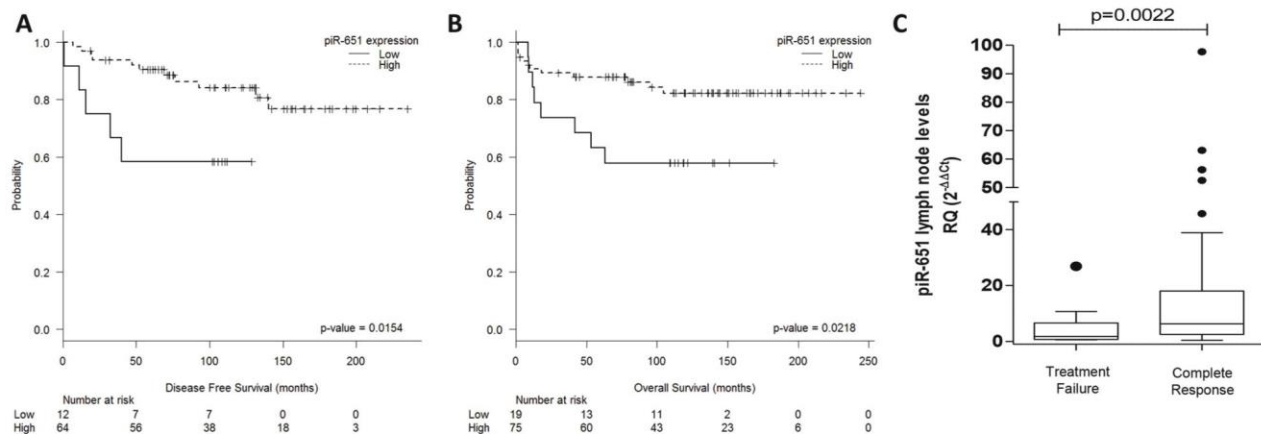 A
piR-651 expression
Low
High
1.0
0.8
0.6
0.4
0.2
0.0
Probability
p-value = 0.0154
0 50 100 150 200
Disease Free Survival (months)
Number at risk
Low 12 7 7 0 0
High 64 56 38 18 3
B
piR-651 expression
Low
High
1.0
0.8
0.6
0.4
0.2
0.0
Probability
p-value = 0.0218
0 50 100 150 200 250
Overall Survival (months)
Number at risk
Low 19 13 11 2 0 0
High 75 60 43 23 6 0
C
p=0.0022
100
90
80
70
60
50
40
20
0
piR-651 lymph node levels
RQ (2^-ΔΔCt)
Treatment Failure
Complete Response